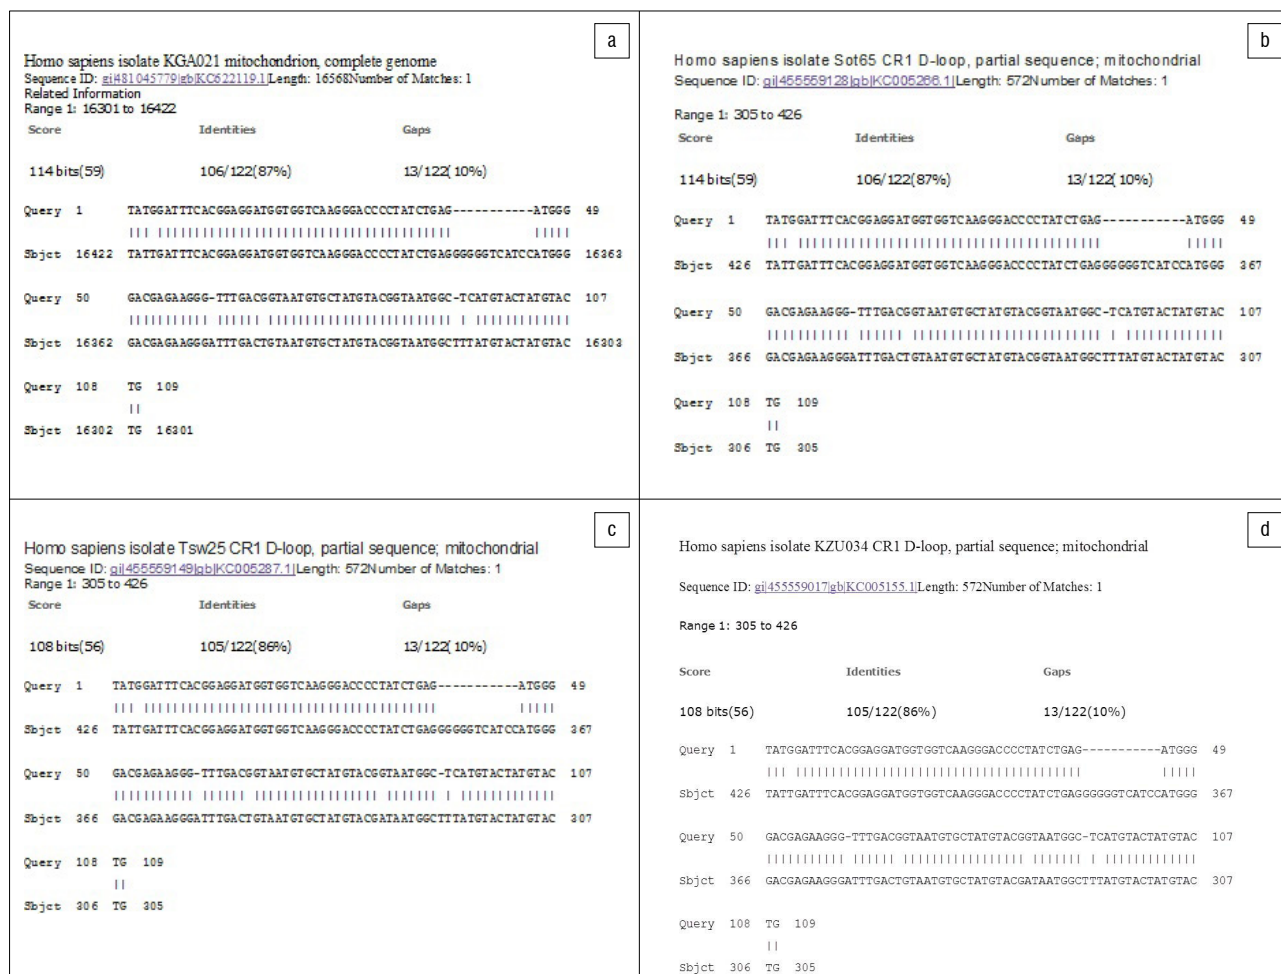 a
Homo sapiens isolate KGA021 mitochondrion, complete genome
Sequence ID: gi|481045779|gb|KC622119.1|Length: 16568Number of Matches: 1
Related Information
Range 1: 16301 to 16422
Score Identities Gaps
114 bits(59) 106/122(87%) 13/122(10%)
Query 1 TATGGATTTCACGGAGGATGGTGGTCAAGGGACCCCTATCTGAG-----------ATGGG 49
||| |||||||||||||||||||||||||||||||||||||||| |||||
Sbjct 16422 TATTGATTTCACGGAGGATGGTGGTCAAGGGACCCCTATCTGAGGGGGGTCATCCATGGG 16363
Query 50 GACGAGAAGGG-TTTGACGGTAATGTGCTATGTACGGTAATGGC-TCATGTACTATGTAC 107
||||||||||| |||||| ||||||||||||||||||||||||| | |||||||||||||
Sbjct 16362 GACGAGAAGGGATTTGACTGTAATGTGCTATGTACGGTAATGGCTTTATGTACTATGTAC 16303
Query 108 TG 109
||
Sbjct 16302 TG 16301
b
Homo sapiens isolate Sot65 CR1 D-loop, partial sequence; mitochondrial
Sequence ID: gi|455559128|gb|KC005266.1|Length: 572Number of Matches: 1
Range 1: 305 to 426
Score Identities Gaps
114 bits(59) 106/122(87%) 13/122(10%)
Query 1 TATGGATTTCACGGAGGATGGTGGTCAAGGGACCCCTATCTGAG-----------ATGGG 49
||| |||||||||||||||||||||||||||||||||||||||| |||||
Sbjct 426 TATTGATTTCACGGAGGATGGTGGTCAAGGGACCCCTATCTGAGGGGGGTCATCCATGGG 367
Query 50 GACGAGAAGGG-TTTGACGGTAATGTGCTATGTACGGTAATGGC-TCATGTACTATGTAC 107
||||||||||| |||||| ||||||||||||||||||||||||| | |||||||||||||
Sbjct 366 GACGAGAAGGGATTTGACTGTAATGTGCTATGTACGGTAATGGCTTTATGTACTATGTAC 307
Query 108 TG 109
||
Sbjct 306 TG 305
c
Homo sapiens isolate Tsw25 CR1 D-loop, partial sequence; mitochondrial
Sequence ID: gi|455559149|gb|KC005287.1|Length: 572Number of Matches: 1
Range 1: 305 to 426
Score Identities Gaps
108 bits(56) 105/122(86%) 13/122(10%)
Query 1 TATGGATTTCACGGAGGATGGTGGTCAAGGGACCCCTATCTGAG-----------ATGGG 49
||| |||||||||||||||||||||||||||||||||||||||| |||||
Sbjct 426 TATTGATTTCACGGAGGATGGTGGTCAAGGGACCCCTATCTGAGGGGGGTCATCCATGGG 367
Query 50 GACGAGAAGGG-TTTGACGGTAATGTGCTATGTACGGTAATGGC-TCATGTACTATGTAC 107
||||||||||| |||||| ||||||||||||||||| ||||||| | |||||||||||||
Sbjct 366 GACGAGAAGGGATTTGACTGTAATGTGCTATGTACGATAATGGCTTTATGTACTATGTAC 307
Query 108 TG 109
||
Sbjct 306 TG 305
d
Homo sapiens isolate KZU034 CR1 D-loop, partial sequence; mitochondrial
Sequence ID: gi|455559017|gb|KC005155.1|Length: 572Number of Matches: 1
Range 1: 305 to 426
Score Identities Gaps
108 bits(56) 105/122(86%) 13/122(10%)
Query 1 TATGGATTTCACGGAGGATGGTGGTCAAGGGACCCCTATCTGAG-----------ATGGG 49
||| |||||||||||||||||||||||||||||||||||||||| |||||
Sbjct 426 TATTGATTTCACGGAGGATGGTGGTCAAGGGACCCCTATCTGAGGGGGGTCATCCATGGG 367
Query 50 GACGAGAAGGG-TTTGACGGTAATGTGCTATGTACGGTAATGGC-TCATGTACTATGTAC 107
||||||||||| |||||| ||||||||||||||||| ||||||| | |||||||||||||
Sbjct 366 GACGAGAAGGGATTTGACTGTAATGTGCTATGTACGATAATGGCTTTATGTACTATGTAC 307
Query 108 TG 109
||
Sbjct 306 TG 305